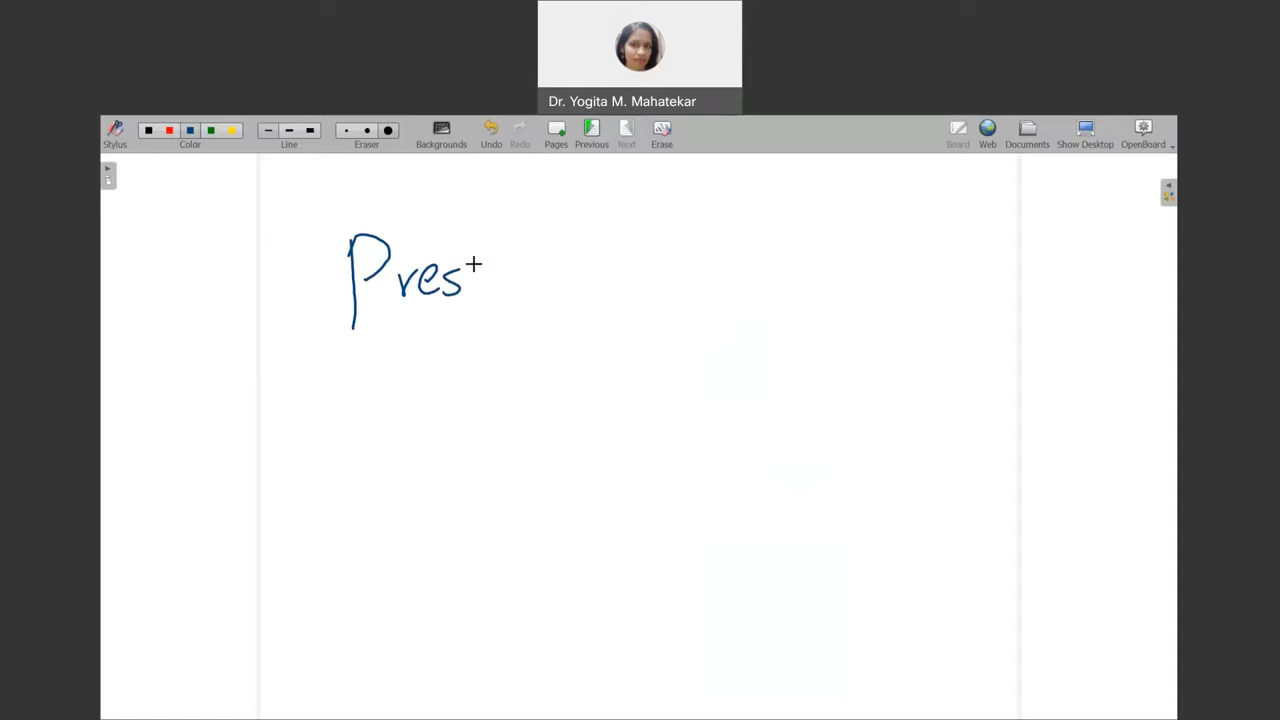 Dr. Yogita M. Mahatekar
Stylus Color Line Eraser Backgrounds Undo Redo Pages Previous Next Erase Board Web Documents Show Desktop OpenBoard
Pres